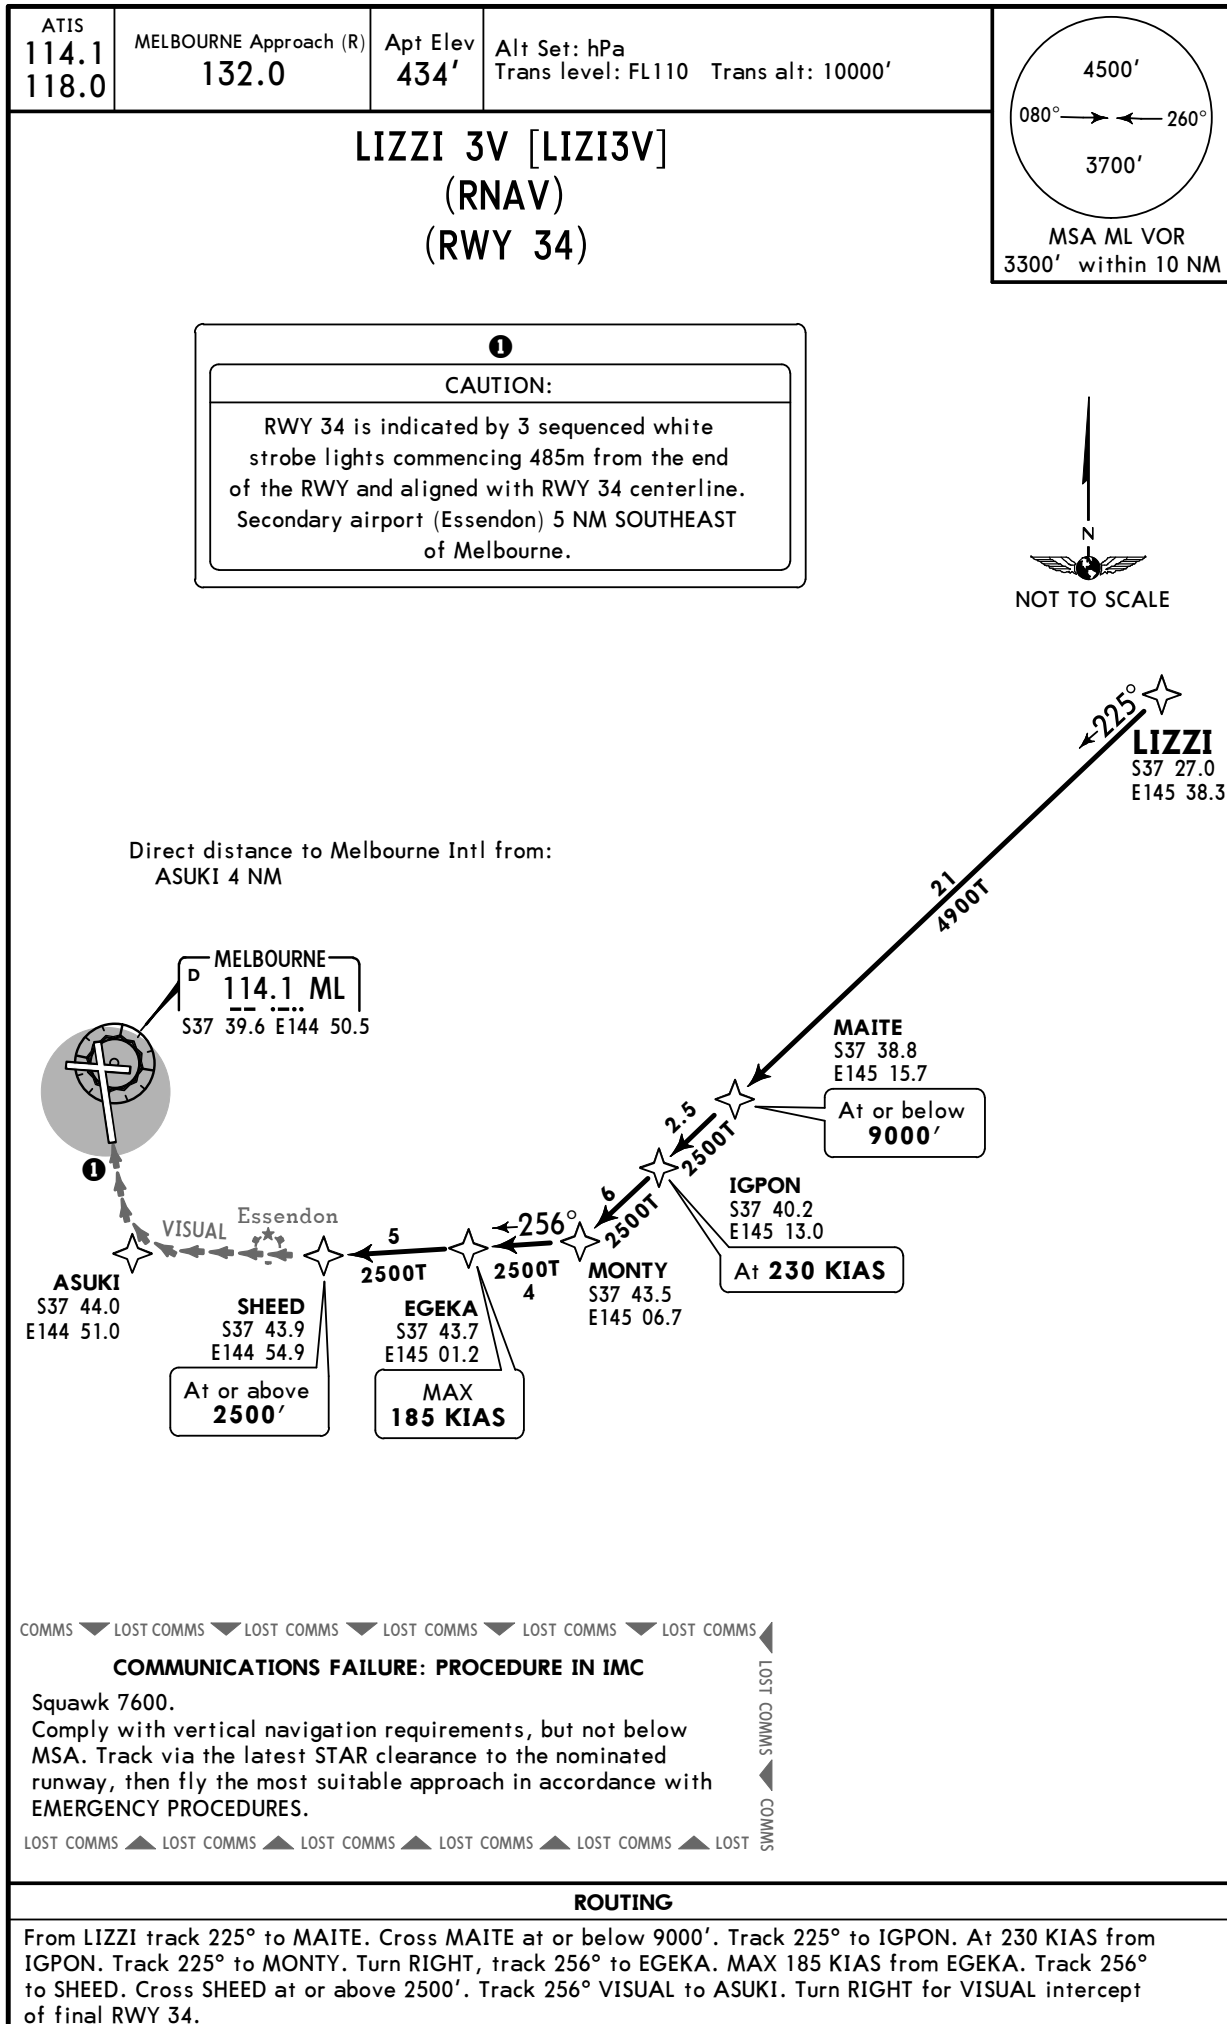 ATIS
114.1
118.0
MELBOURNE Approach (R)
132.0
Apt Elev
434'
Alt Set: hPa
Trans level: FL110 Trans alt: 10000'
4500'
080° 260°
3700'
MSA ML VOR
3300' within 10 NM
LIZZI 3V [LIZI3V]
(RNAV)
(RWY 34)
1
CAUTION:
RWY 34 is indicated by 3 sequenced white
strobe lights commencing 485m from the end
of the RWY and aligned with RWY 34 centerline.
Secondary airport (Essendon) 5 NM SOUTHEAST
of Melbourne.
N
NOT TO SCALE
225°
LIZZI
S37 27.0
E145 38.3
21
4900T
Direct distance to Melbourne Intl from:
ASUKI 4 NM
MELBOURNE
D 114.1 ML
S37 39.6 E144 50.5
MAITE
S37 38.8
E145 15.7
At or below
9000'
2.5
2500T
IGPON
S37 40.2
E145 13.0
At 230 KIAS
6
2500T
MONTY
S37 43.5
E145 06.7
256°
2500T
4
EGEKA
S37 43.7
E145 01.2
MAX
185 KIAS
5
2500T
SHEED
S37 43.9
E144 54.9
At or above
2500'
Essendon
VISUAL
1
ASUKI
S37 44.0
E144 51.0
COMMS LOST COMMS LOST COMMS LOST COMMS LOST COMMS LOST COMMS
LOST COMMS COMMS
COMMUNICATIONS FAILURE: PROCEDURE IN IMC
Squawk 7600.
Comply with vertical navigation requirements, but not below
MSA. Track via the latest STAR clearance to the nominated
runway, then fly the most suitable approach in accordance with
EMERGENCY PROCEDURES.
LOST COMMS LOST COMMS LOST COMMS LOST COMMS LOST COMMS LOST
ROUTING
From LIZZI track 225° to MAITE. Cross MAITE at or below 9000'. Track 225° to IGPON. At 230 KIAS from
IGPON. Track 225° to MONTY. Turn RIGHT, track 256° to EGEKA. MAX 185 KIAS from EGEKA. Track 256°
to SHEED. Cross SHEED at or above 2500'. Track 256° VISUAL to ASUKI. Turn RIGHT for VISUAL intercept
of final RWY 34.